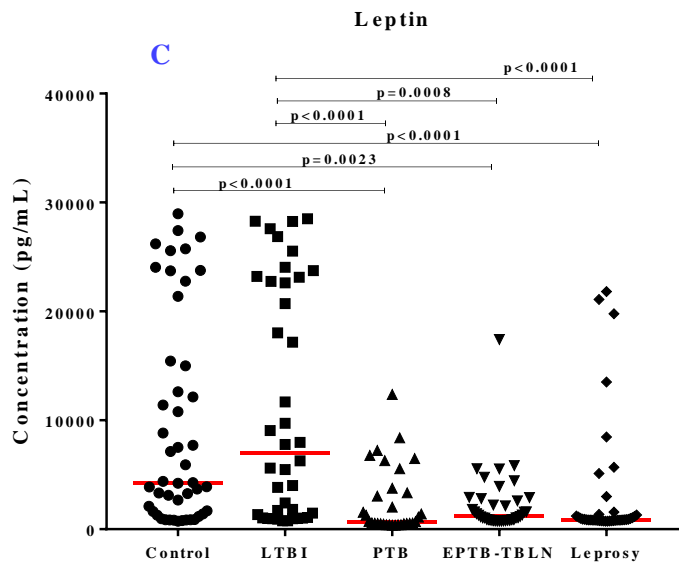 Leptin
C
p<0.0001
p=0.0008
p<0.0001
p<0.0001
p=0.0023
p<0.0001
Concentration (pg/mL)
40000
30000
20000
10000
0
Control LTBI PTB EPTB-TBLN Leprosy